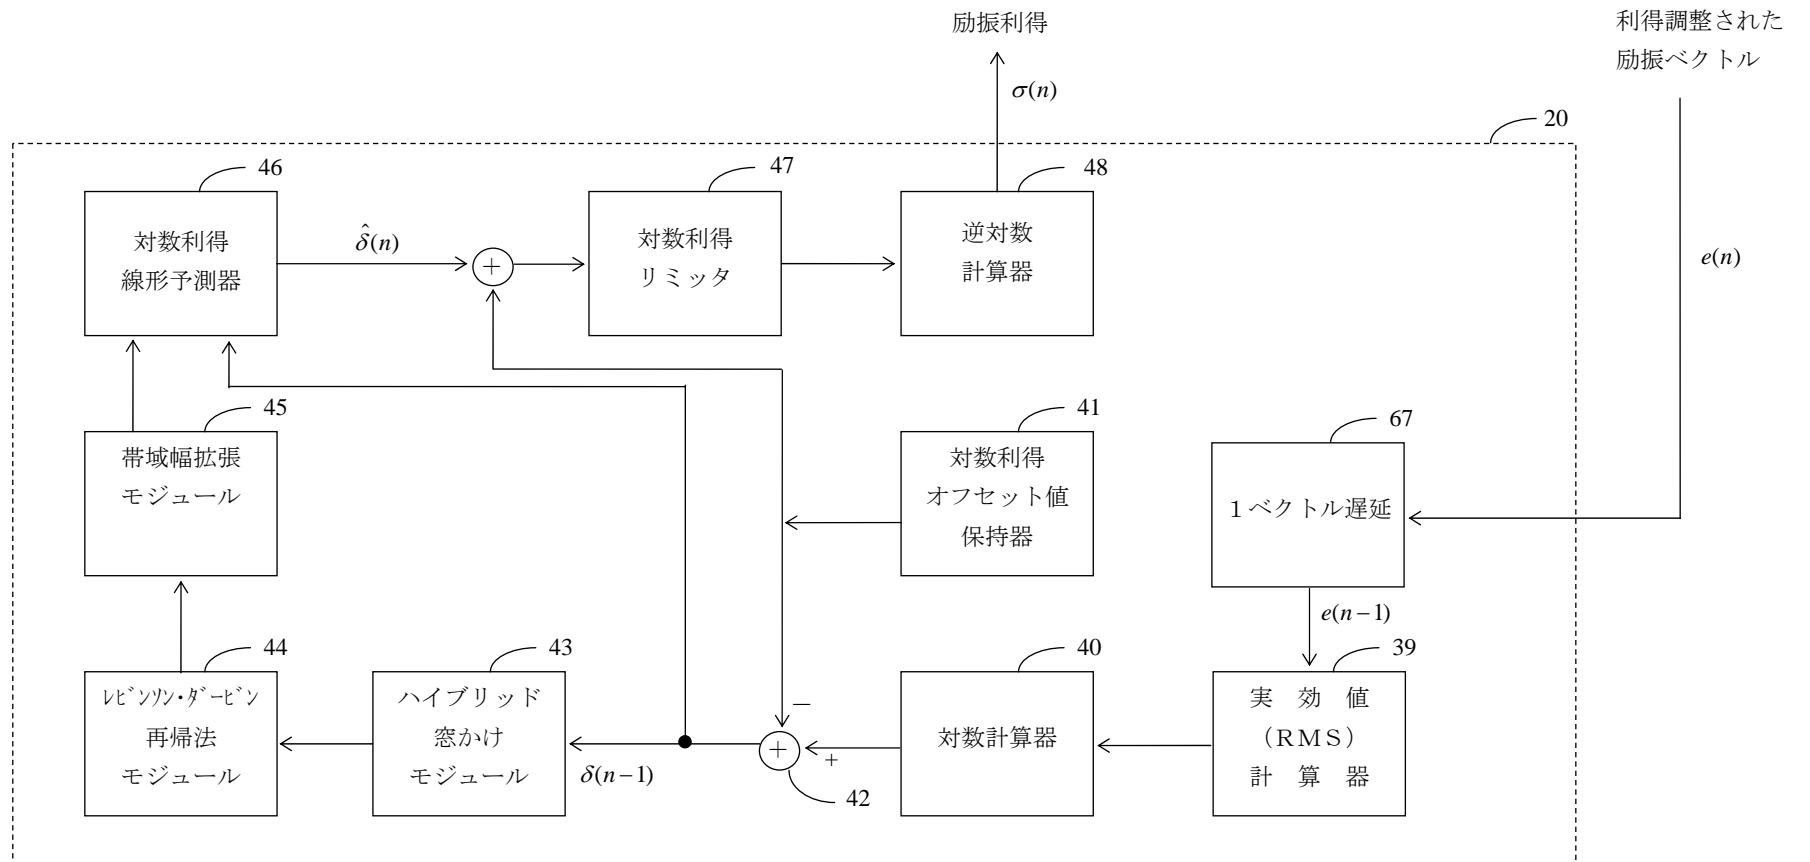 励振利得
利得調整された
励振ベクトル
σ(n)
20
46
47
48
対数利得
線形予測器
δ̂(n)
+
対数利得
リミッタ
逆対数
計算器
e(n)
45
41
67
帯域幅拡張
モジュール
対数利得
オフセット値
保持器
1ベクトル遅延
e(n−1)
44
43
40
39
レビンソン・ダービン
再帰法
モジュール
ハイブリッド
窓かけ
モジュール
δ(n−1)
−
+
+
42
対数計算器
実 効 値
（RMS）
計 算 器